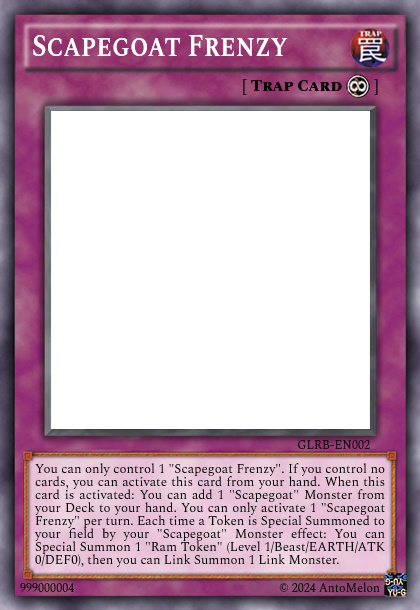 SCAPEGOAT FRENZY
TRAP
罠
[ TRAP CARD ]
GLRB-EN002
You can only control 1 "Scapegoat Frenzy". If you control no
cards, you can activate this card from your hand. When this
card is activated: You can add 1 "Scapegoat" Monster from
your Deck to your hand. You can only activate 1 "Scapegoat
Frenzy" per turn. Each time a Token is Special Summoned to
your field by your "Scapegoat" Monster effect: You can
Special Summon 1 "Ram Token" (Level 1/Beast/EARTH/ATK
0/DEF0), then you can Link Summon 1 Link Monster.
999000004
© 2024 AntoMelon